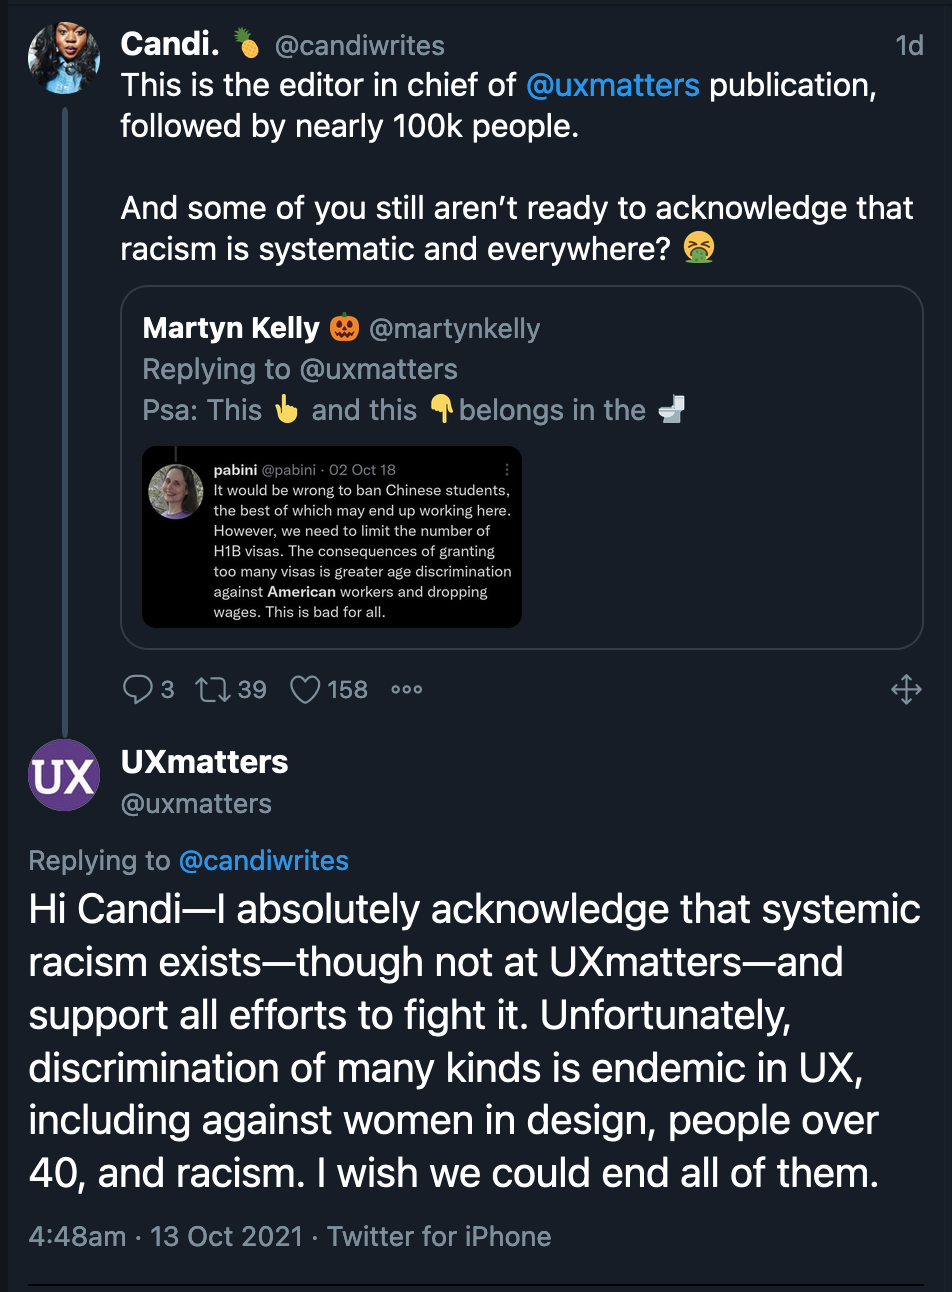 Candi. 🍍 @candiwrites 1d
This is the editor in chief of @uxmatters publication,
followed by nearly 100k people.
And some of you still aren’t ready to acknowledge that
racism is systematic and everywhere? 🤮
Martyn Kelly 🎃 @martynkelly
Replying to @uxmatters
Psa: This 👆 and this 👇 belongs in the 🚽
pabini @pabini · 02 Oct 18
It would be wrong to ban Chinese students,
the best of which may end up working here.
However, we need to limit the number of
H1B visas. The consequences of granting
too many visas is greater age discrimination
against American workers and dropping
wages. This is bad for all.
3 39 158
UX
UXmatters
@uxmatters
Replying to @candiwrites
Hi Candi—I absolutely acknowledge that systemic
racism exists—though not at UXmatters—and
support all efforts to fight it. Unfortunately,
discrimination of many kinds is endemic in UX,
including against women in design, people over
40, and racism. I wish we could end all of them.
4:48am · 13 Oct 2021 · Twitter for iPhone